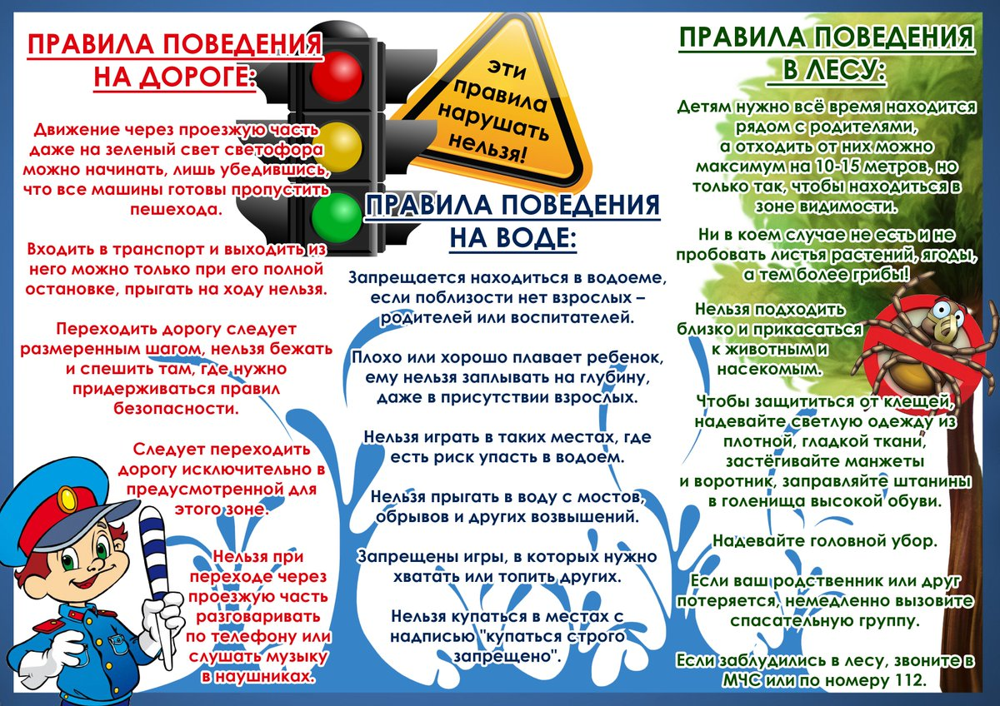 ПРАВИЛА ПОВЕДЕНИЯ
НА ДОРОГЕ:
Движение через проезжую часть
даже на зеленый свет светофора
можно начинать, лишь убедившись,
что все машины готовы пропустить
пешехода.
Входить в транспорт и выходить из
него можно только при его полной
остановке, прыгать на ходу нельзя.
Переходить дорогу следует
размеренным шагом, нельзя бежать
и спешить там, где нужно
придерживаться правил
безопасности.
Следует переходить
дорогу исключительно в
предусмотренной для
этого зоне.
Нельзя при
переходе через
проезжую часть
разговаривать
по телефону или
слушать музыку
в наушниках.
эти
правила
нарушать
нельзя!
ПРАВИЛА ПОВЕДЕНИЯ
НА ВОДЕ:
Запрещается находиться в водоеме,
если поблизости нет взрослых –
родителей или воспитателей.
Плохо или хорошо плавает ребенок,
ему нельзя заплывать на глубину,
даже в присутствии взрослых.
Нельзя играть в таких местах, где
есть риск упасть в водоем.
Нельзя прыгать в воду с мостов,
обрывов и других возвышений.
Запрещены игры, в которых нужно
хватать или топить других.
Нельзя купаться в местах с
надписью "купаться строго
запрещено".
ПРАВИЛА ПОВЕДЕНИЯ
В ЛЕСУ:
Детям нужно всё время находится
рядом с родителями,
а отходить от них можно
максимум на 10-15 метров, но
только так, чтобы находиться в
зоне видимости.
Ни в коем случае не есть и не
пробовать листья растений, ягоды,
а тем более грибы!
Нельзя подходить
близко и прикасаться
к животным и
насекомым.
Чтобы защититься от клещей,
надевайте светлую одежду из
плотной, гладкой ткани,
застёгивайте манжеты
и воротник, заправляйте штанины
в голенища высокой обуви.
Надевайте головной убор.
Если ваш родственник или друг
потеряется, немедленно вызовите
спасательную группу.
Если заблудились в лесу, звоните в
МЧС или по номеру 112.